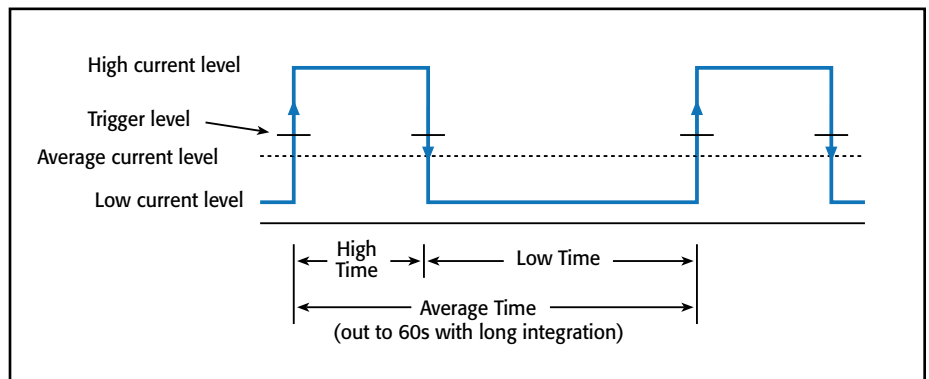 High current level
Trigger level
Average current level
Low current level
High
Time
Low Time
Average Time
(out to 60s with long integration)